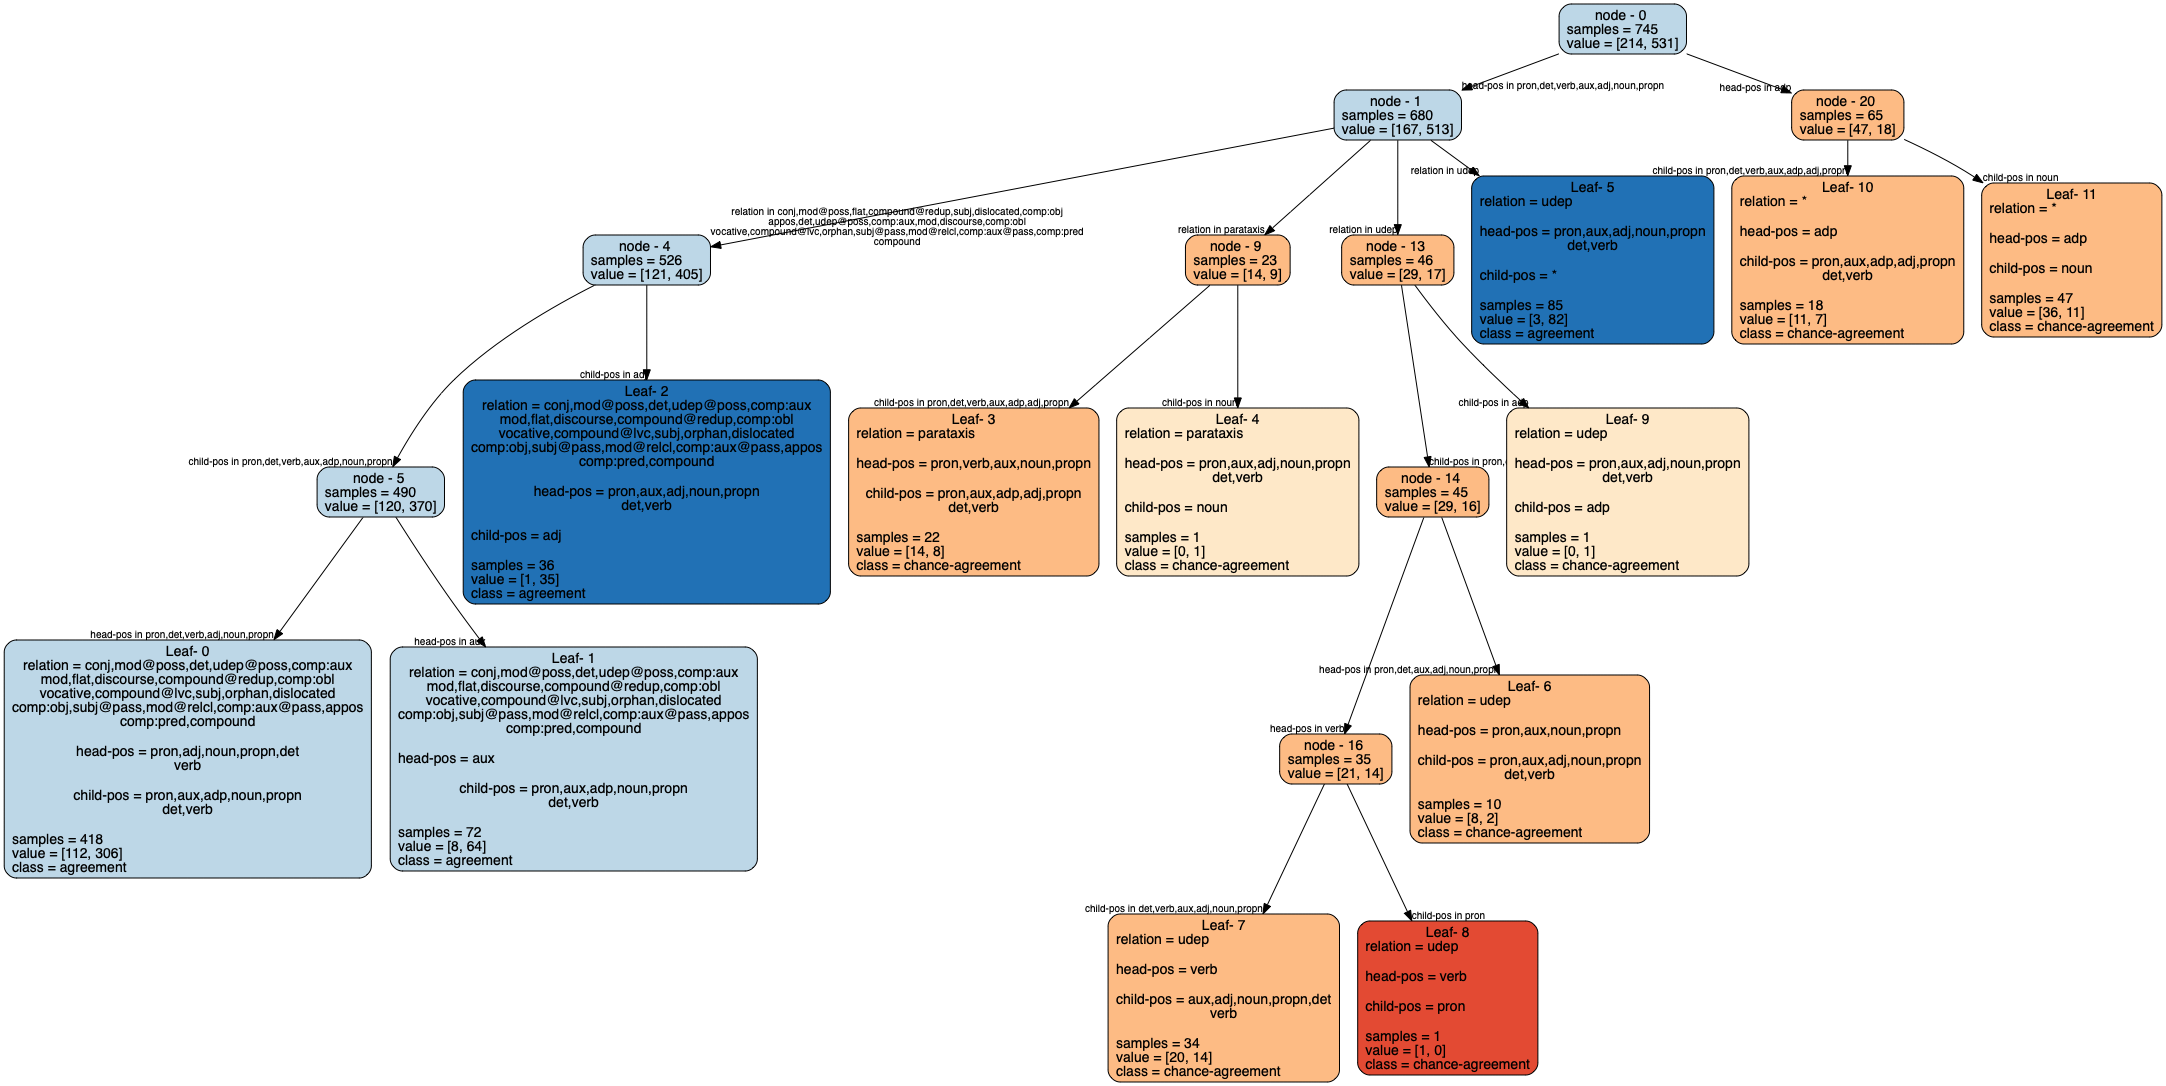 node - 0
samples = 745
value = [214, 531]
head-pos in pron,det,verb,aux,adj,noun,propn
head-pos in adp
node - 1
samples = 680
value = [167, 513]
node - 20
samples = 65
value = [47, 18]
relation in conj,mod@poss,flat,compound@redup,subj,dislocated,comp:obj
appos,det,udep@poss,comp:aux,mod,discourse,comp:obl
vocative,compound@lvc,orphan,subj@pass,mod@relcl,comp:aux@pass,comp:pred
compound
relation in parataxis
relation in udep
relation in udep
child-pos in pron,det,verb,aux,adp,adj,propn
child-pos in noun
node - 4
samples = 526
value = [121, 405]
node - 9
samples = 23
value = [14, 9]
node - 13
samples = 46
value = [29, 17]
Leaf- 5
relation = udep
head-pos = pron,aux,adj,noun,propn
det,verb
child-pos = *
samples = 85
value = [3, 82]
class = agreement
Leaf- 10
relation = *
head-pos = adp
child-pos = pron,aux,adp,adj,propn
det,verb
samples = 18
value = [11, 7]
class = chance-agreement
Leaf- 11
relation = *
head-pos = adp
child-pos = noun
samples = 47
value = [36, 11]
class = chance-agreement
child-pos in pron,det,verb,aux,adp,noun,propn
child-pos in adj
child-pos in pron,det,verb,aux,adp,adj,propn
child-pos in noun
child-pos in pron,
child-pos in adp
node - 5
samples = 490
value = [120, 370]
Leaf- 2
relation = conj,mod@poss,det,udep@poss,comp:aux
mod,flat,discourse,compound@redup,comp:obl
vocative,compound@lvc,subj,orphan,dislocated
comp:obj,subj@pass,mod@relcl,comp:aux@pass,appos
comp:pred,compound
head-pos = pron,aux,adj,noun,propn
det,verb
child-pos = adj
samples = 36
value = [1, 35]
class = agreement
Leaf- 3
relation = parataxis
head-pos = pron,verb,aux,noun,propn
child-pos = pron,aux,adp,adj,propn
det,verb
samples = 22
value = [14, 8]
class = chance-agreement
Leaf- 4
relation = parataxis
head-pos = pron,aux,adj,noun,propn
det,verb
child-pos = noun
samples = 1
value = [0, 1]
class = chance-agreement
node - 14
samples = 45
value = [29, 16]
Leaf- 9
relation = udep
head-pos = pron,aux,adj,noun,propn
det,verb
child-pos = adp
samples = 1
value = [0, 1]
class = chance-agreement
head-pos in pron,det,verb,adj,noun,propn
head-pos in aux
head-pos in verb
head-pos in pron,det,aux,adj,noun,propn
Leaf- 0
relation = conj,mod@poss,det,udep@poss,comp:aux
mod,flat,discourse,compound@redup,comp:obl
vocative,compound@lvc,subj,orphan,dislocated
comp:obj,subj@pass,mod@relcl,comp:aux@pass,appos
comp:pred,compound
head-pos = pron,adj,noun,propn,det
verb
child-pos = pron,aux,adp,noun,propn
det,verb
samples = 418
value = [112, 306]
class = agreement
Leaf- 1
relation = conj,mod@poss,det,udep@poss,comp:aux
mod,flat,discourse,compound@redup,comp:obl
vocative,compound@lvc,subj,orphan,dislocated
comp:obj,subj@pass,mod@relcl,comp:aux@pass,appos
comp:pred,compound
head-pos = aux
child-pos = pron,aux,adp,noun,propn
det,verb
samples = 72
value = [8, 64]
class = agreement
node - 16
samples = 35
value = [21, 14]
Leaf- 6
relation = udep
head-pos = pron,aux,noun,propn
child-pos = pron,aux,adj,noun,propn
det,verb
samples = 10
value = [8, 2]
class = chance-agreement
child-pos in det,verb,aux,adj,noun,propn
child-pos in pron
Leaf- 7
relation = udep
head-pos = verb
child-pos = aux,adj,noun,propn,det
verb
samples = 34
value = [20, 14]
class = chance-agreement
Leaf- 8
relation = udep
head-pos = verb
child-pos = pron
samples = 1
value = [1, 0]
class = chance-agreement